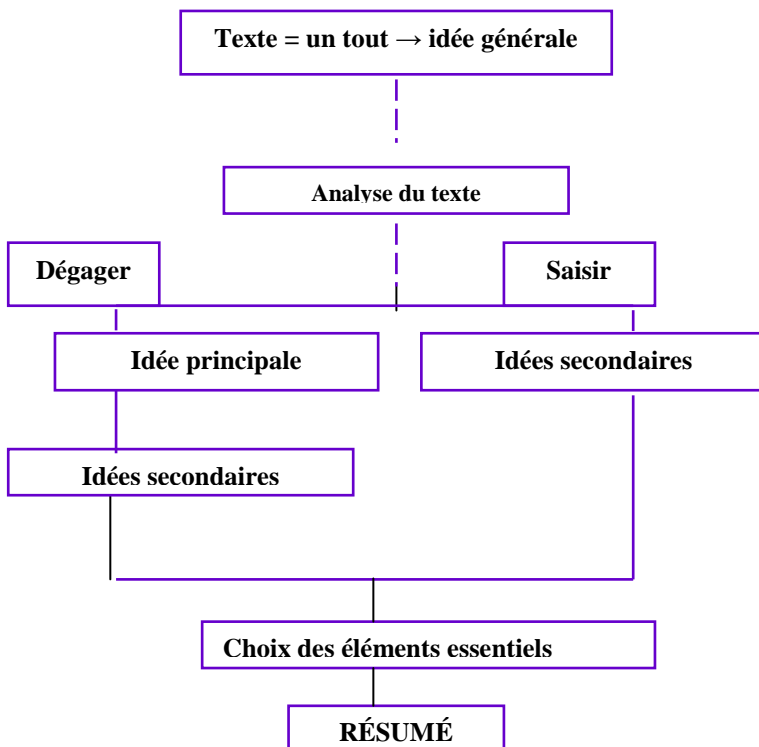 Texte = un tout → idée générale
Analyse du texte
Dégager
Saisir
Idée principale
Idées secondaires
Idées secondaires
Choix des éléments essentiels
RÉSUMÉ